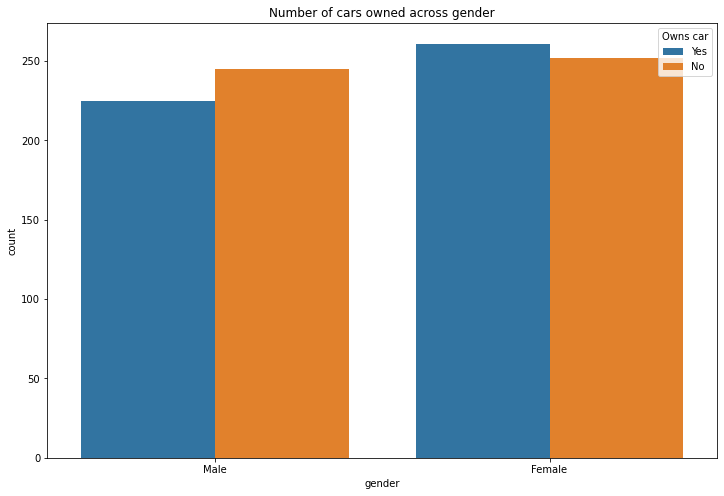 Number of cars owned across gender
Owns car
Yes
No
250
200
150
100
50
0
count
Male
Female
gender